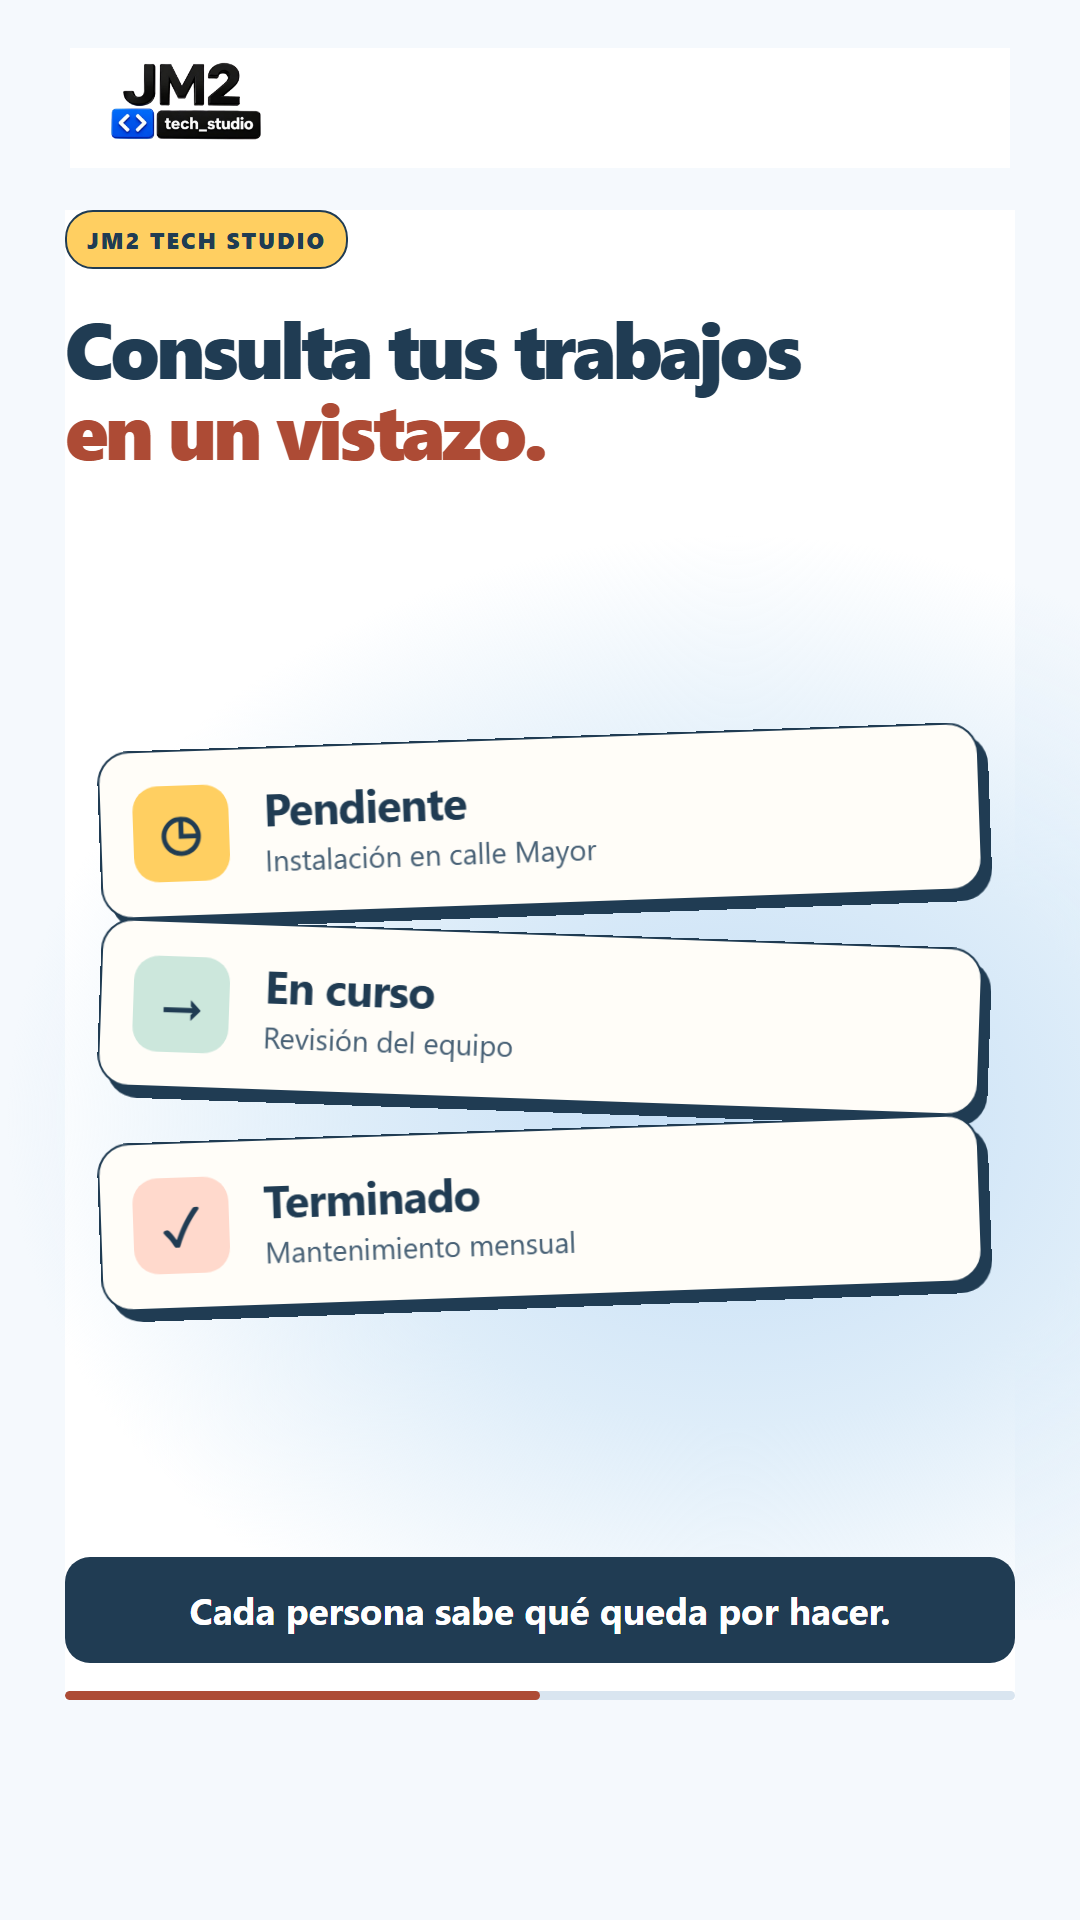 JM2
tech_studio
JM2 TECH STUDIO
Consulta tus trabajos
en un vistazo.
Pendiente
Instalación en calle Mayor
En curso
Revisión del equipo
Terminado
Mantenimiento mensual
Cada persona sabe qué queda por hacer.